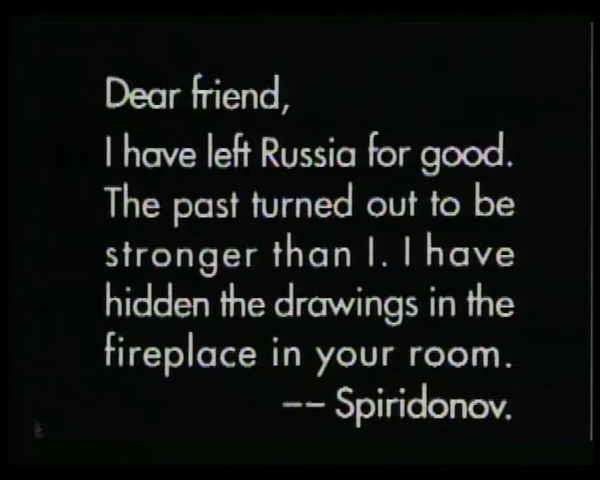 Dear friend,
I have left Russia for good.
The past turned out to be
stronger than I. I have
hidden the drawings in the
fireplace in your room.
-- Spiridonov.